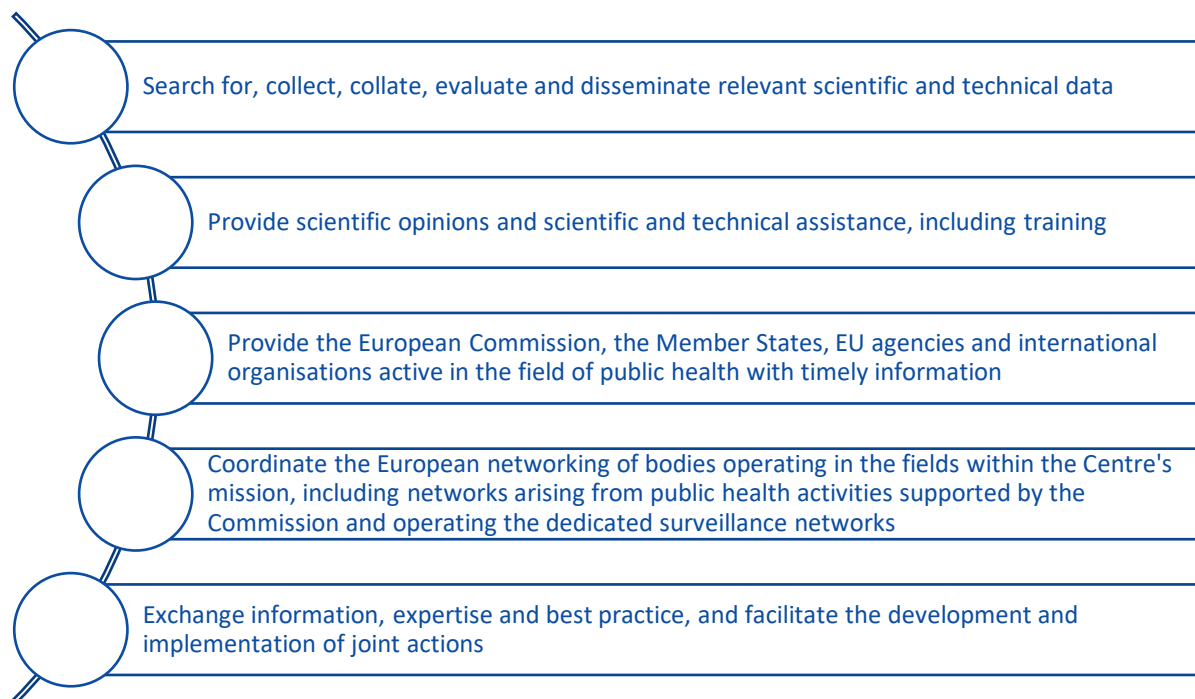 Search for, collect, collate, evaluate and disseminate relevant scientific and technical data
Provide scientific opinions and scientific and technical assistance, including training
Provide the European Commission, the Member States, EU agencies and international
organisations active in the field of public health with timely information
Coordinate the European networking of bodies operating in the fields within the Centre's
mission, including networks arising from public health activities supported by the
Commission and operating the dedicated surveillance networks
Exchange information, expertise and best practice, and facilitate the development and
implementation of joint actions